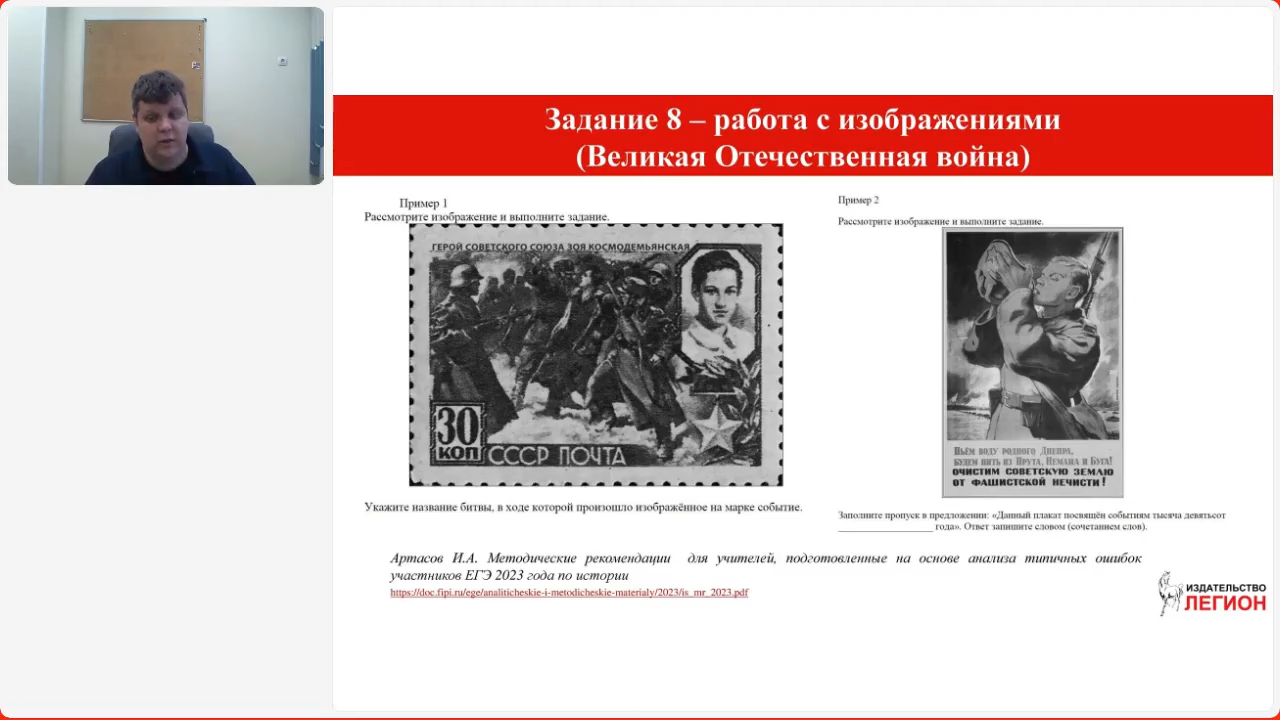 Задание 8 – работа с изображениями
(Великая Отечественная война)
Пример 1
Рассмотрите изображение и выполните задание.
ГЕРОЙ СОВЕТСКОГО СОЮЗА ЗОЯ КОСМОДЕМЬЯНСКАЯ
30
КОП
СССР ПОЧТА
Укажите название битвы, в ходе которой произошло изображённое на марке событие.
Пример 2
Рассмотрите изображение и выполните задание.
Пьём воду родного Днепра,
будем пить из Прута, Немана и Буга!
ОЧИСТИМ СОВЕТСКУЮ ЗЕМЛЮ
ОТ ФАШИСТСКОЙ НЕЧИСТИ!
Заполните пропуск в предложении: «Данный плакат посвящён событиям тысяча девятьсот
____________________ года». Ответ запишите словом (сочетанием слов).
Артасов И.А. Методические рекомендации для учителей, подготовленные на основе анализа типичных ошибок
участников ЕГЭ 2023 года по истории
https://doc.fipi.ru/ege/analiticheskie-i-metodicheskie-materialy/2023/is_mr_2023.pdf
ИЗДАТЕЛЬСТВО
ЛЕГИОН